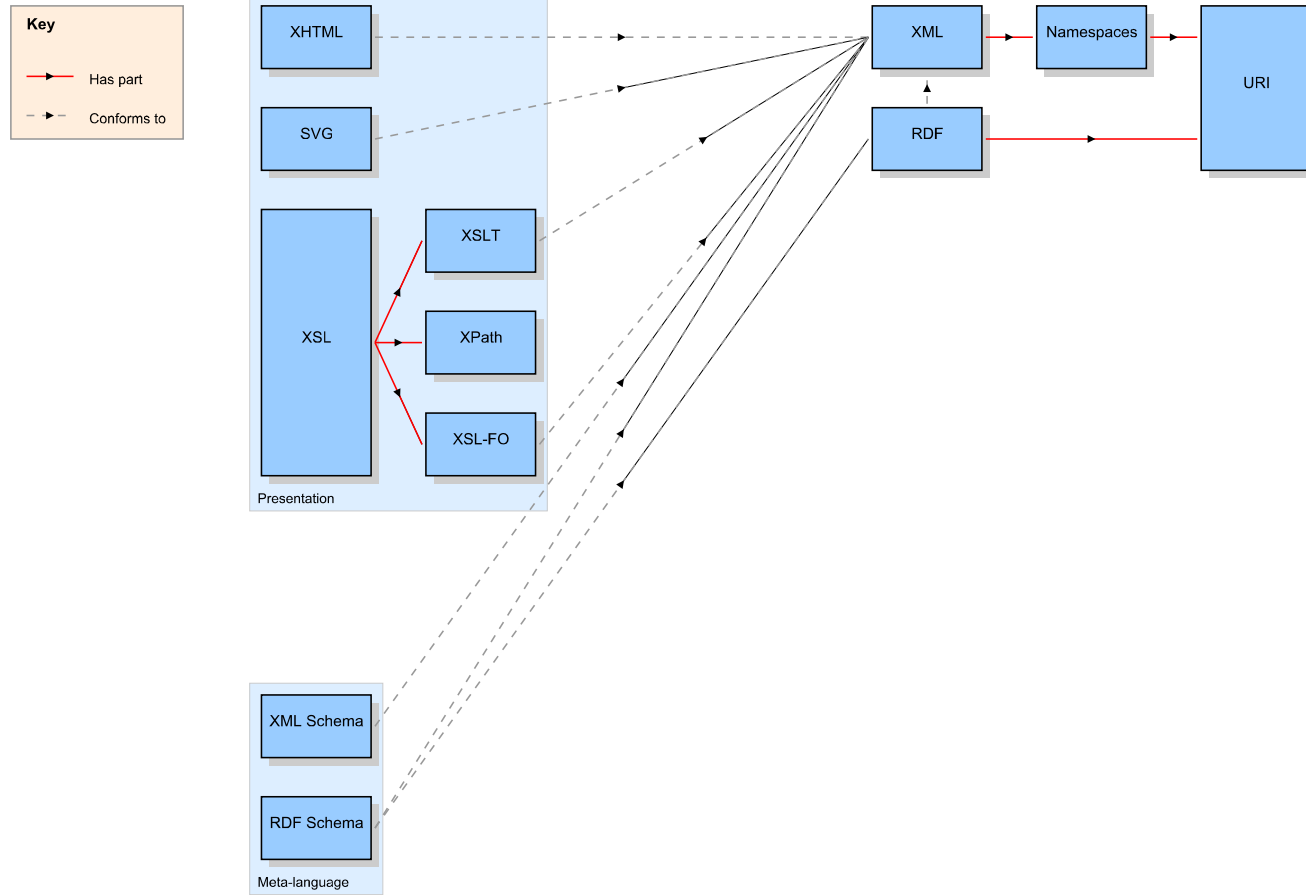 Key
Has part
Conforms to
XHTML
SVG
XSL
XSLT
XPath
XSL-FO
Presentation
XML
Namespaces
URI
RDF
XML Schema
RDF Schema
Meta-language